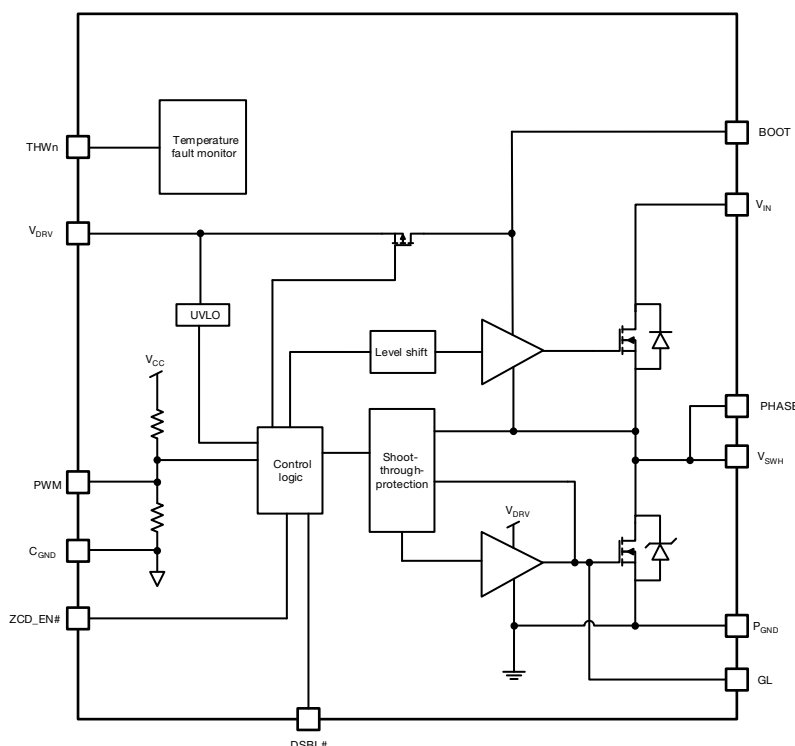 THWn
Temperature
fault monitor
BOOT
VIN
VDRV
UVLO
Level shift
VCC
PHASE
VSWH
Control
logic
Shoot-
through-
protection
PWM
VDRV
CGND
ZCD_EN#
PGND
GL
DSBL#